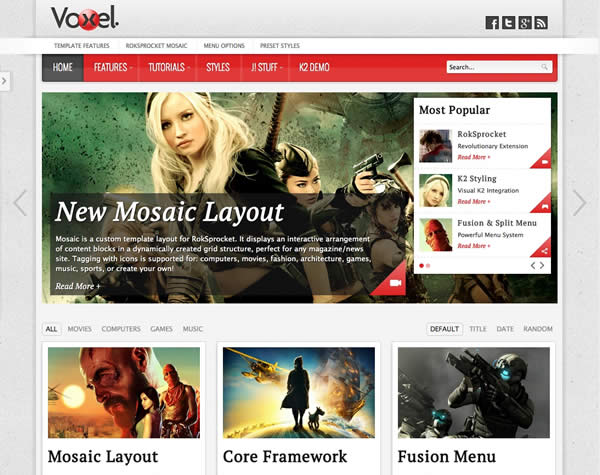 Voxel.
TEMPLATE FEATURES ROKSPROCKET MOSAIC MENU OPTIONS PRESET STYLES
HOME FEATURES TUTORIALS STYLES J! STUFF K2 DEMO Search...
Most Popular
RokSprocket
Revolutionary Extension
Read More +
K2 Styling
Visual K2 Integration
Read More +
Fusion & Split Menu
Powerful Menu System
Read More +
New Mosaic Layout
Mosaic is a custom template layout for RokSprocket. It displays an interactive arrangement
of content blocks in a dynamically created grid structure, perfect for any magazine/news
site. Tagging with icons is supported for: computers, movies, fashion, architecture, games,
music, sports, or create your own!
Read More +
ALL MOVIES COMPUTERS GAMES MUSIC DEFAULT TITLE DATE RANDOM
Mosaic Layout Core Framework Fusion Menu